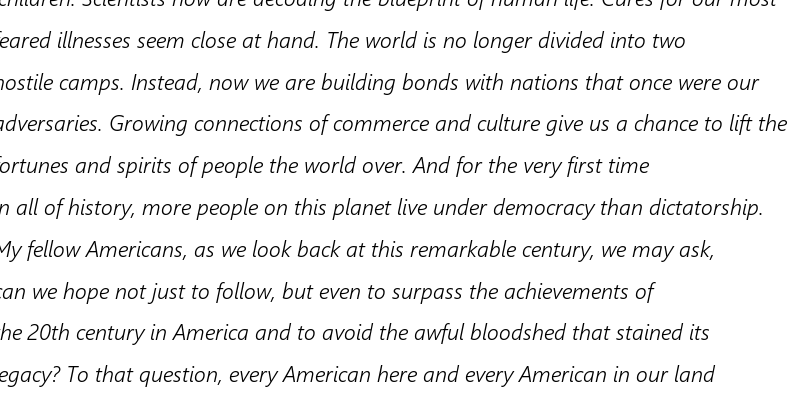 children. Scientists now are decoding the blueprint of human life. Cures for our most
feared illnesses seem close at hand. The world is no longer divided into two
hostile camps. Instead, now we are building bonds with nations that once were our
adversaries. Growing connections of commerce and culture give us a chance to lift the
fortunes and spirits of people the world over. And for the very first time
in all of history, more people on this planet live under democracy than dictatorship.
My fellow Americans, as we look back at this remarkable century, we may ask,
can we hope not just to follow, but even to surpass the achievements of
the 20th century in America and to avoid the awful bloodshed that stained its
legacy? To that question, every American here and every American in our land